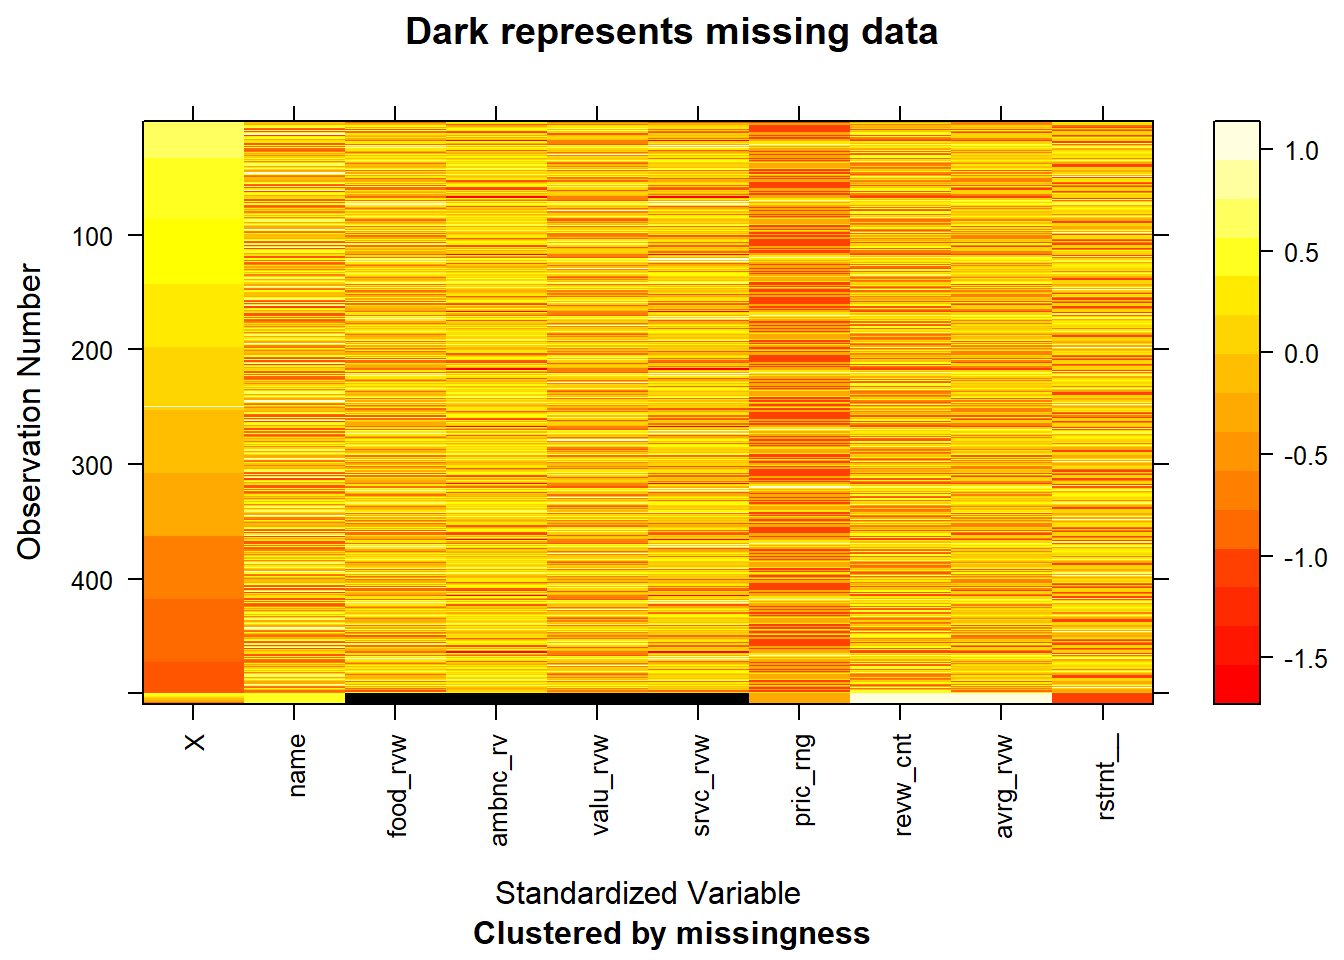 Dark represents missing data
Observation Number
100
200
300
400
1.0
0.5
0.0
-0.5
-1.0
-1.5
X
name
food_rvw
ambnc_rv
valu_rvw
srvc_rvw
pric_rng
revw_cnt
avrg_rvw
rstrnt__
Standardized Variable
Clustered by missingness